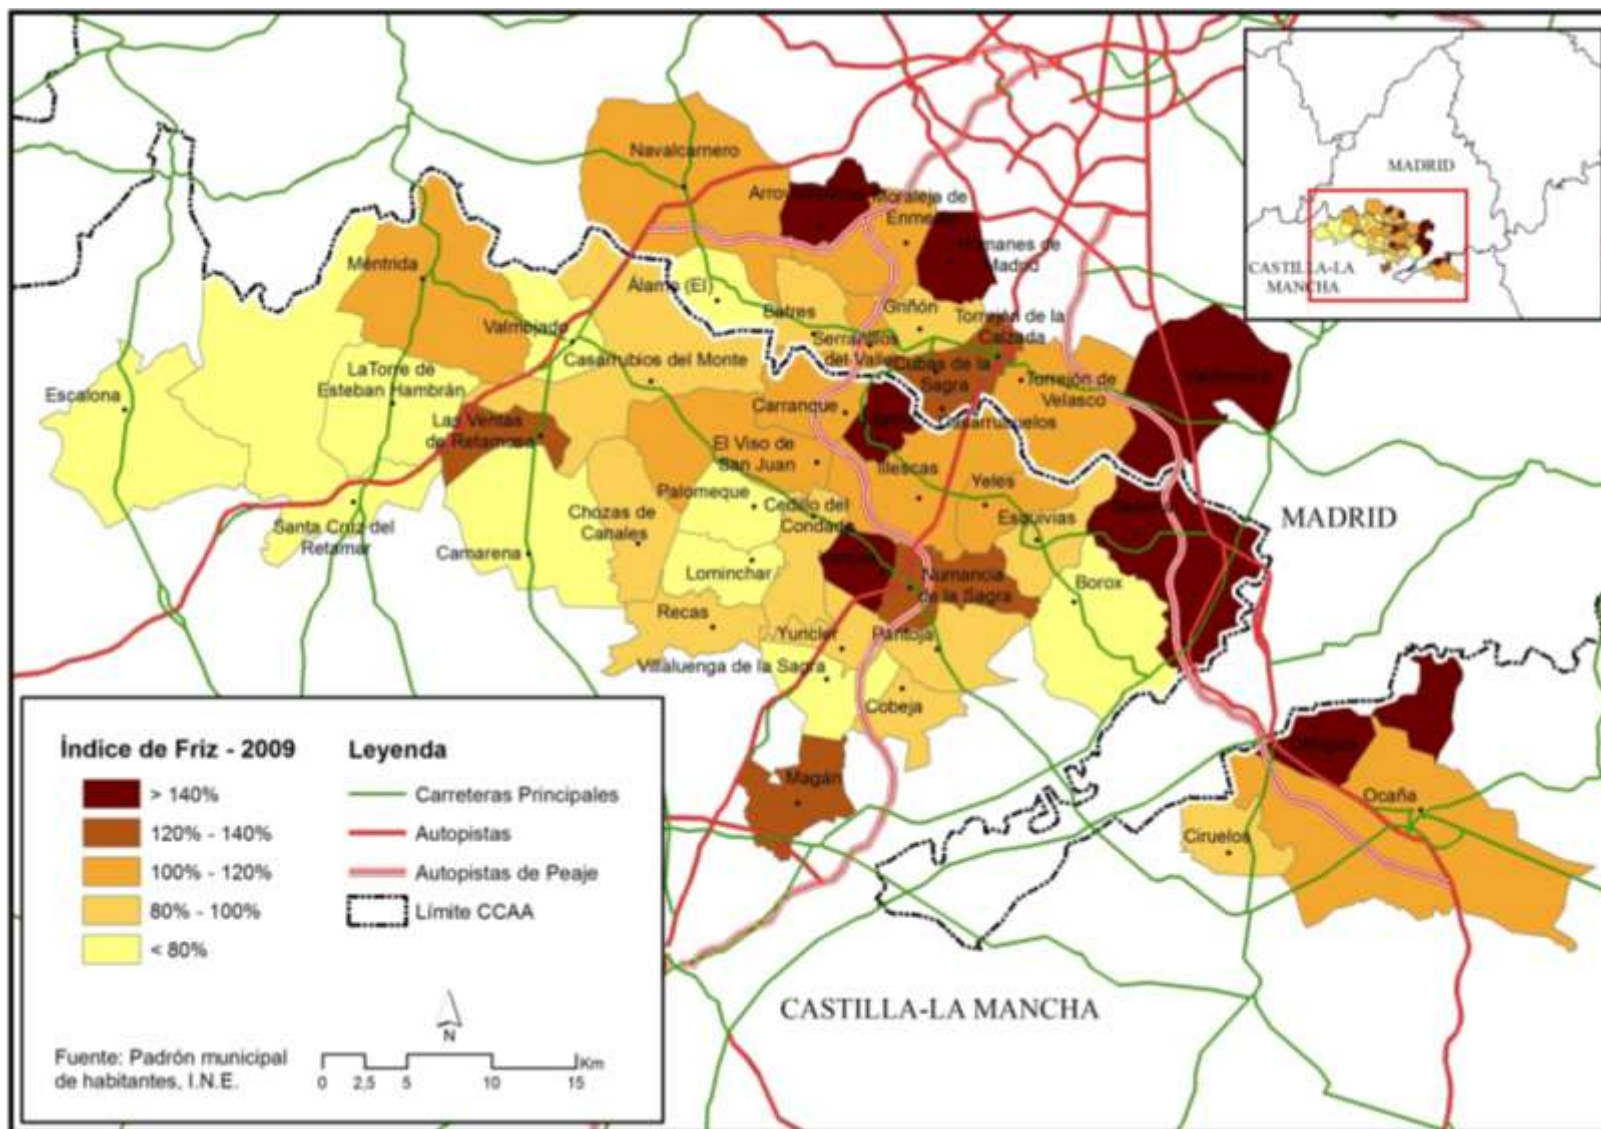 Navalcarnero
MADRID
Moraleja de
Enme
Humanes de
Madrid
CASTILLA-LA
MANCHA
Méntrida
Álamo (El)
Batres
Griñón
Torrejón de la
Calzada
Valmojado
Serranillos
del Valle
Casarrubios del Monte
Cubas de la
Sagra
LaTorre de
Esteban Hambrán
Torrejón de
Velasco
Escalona
Carranque
Casarrubuelos
Las Ventas
de Retamosa
El Viso de
San Juan
Illescas
Yeles
Palomeque
Cedillo del
Condado
Chozas de
Canales
Esquivias
MADRID
Santa Cruz del
Retamar
Camarena
Lominchar
Numancia
de la Sagra
Borox
Recas
Yuncler
Pantoja
Villaluenga de la Sagra
Cobeja
Magán
Ocaña
Ciruelos
CASTILLA-LA MANCHA
Índice de Friz - 2009
> 140%
120% - 140%
100% - 120%
80% - 100%
< 80%
Leyenda
Carreteras Principales
Autopistas
Autopistas de Peaje
Límite CCAA
N
Fuente: Padrón municipal
de habitantes, I.N.E.
0 2,5 5 10 15 Km